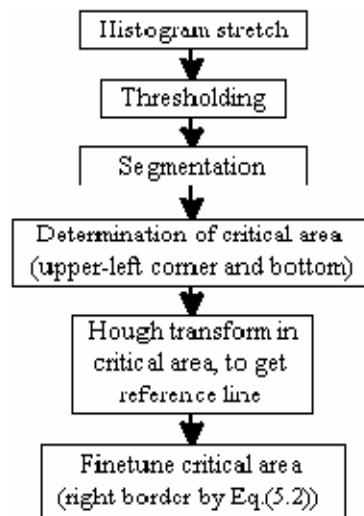 Histogram stretch
Thresholding
Segmentation
Determination of critical area
(upper-left corner and bottom)
Hough transform in
critical area, to get
reference line
Finetune critical area
(right border by Eq.(5.2))